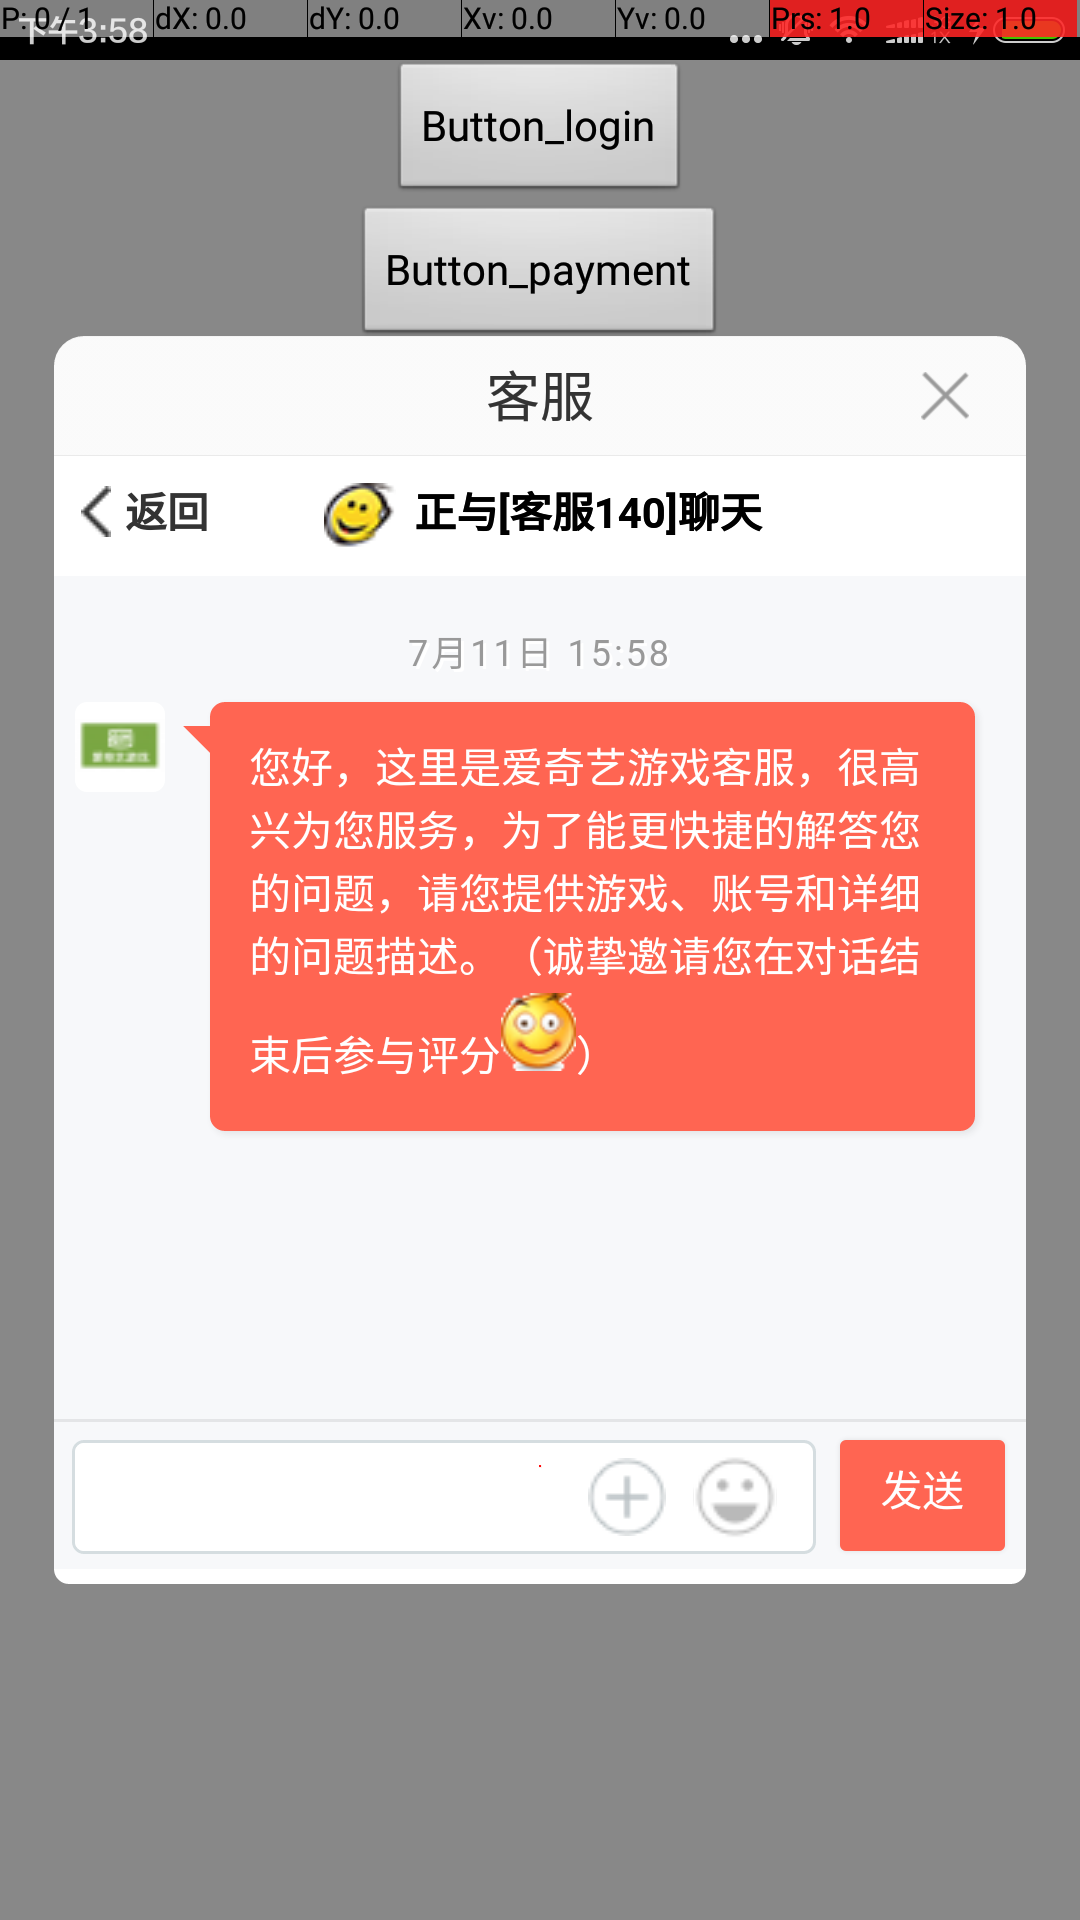 P: 0 / 1 dX: 0.0 dY: 0.0 Xv: 0.0 Yv: 0.0 Prs: 1.0 Size: 1.0
下午3:58
Button_login
Button_payment
客服
返回 正与[客服140]聊天
7月11日 15:58
您好，这里是爱奇艺游戏客服，很高
兴为您服务，为了能更快捷的解答您
的问题，请您提供游戏、账号和详细
的问题描述。（诚挚邀请您在对话结
束后参与评分）
发送